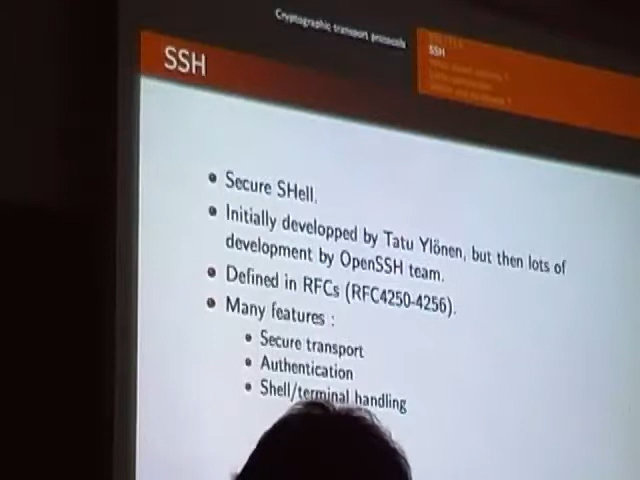 Cryptographic transport protocols
SSH
SSH
Secure SHell.
Initially developped by Tatu Ylönen, but then lots of
development by OpenSSH team.
Defined in RFCs (RFC4250-4256).
Many features :
Secure transport
Authentication
Shell/terminal handling